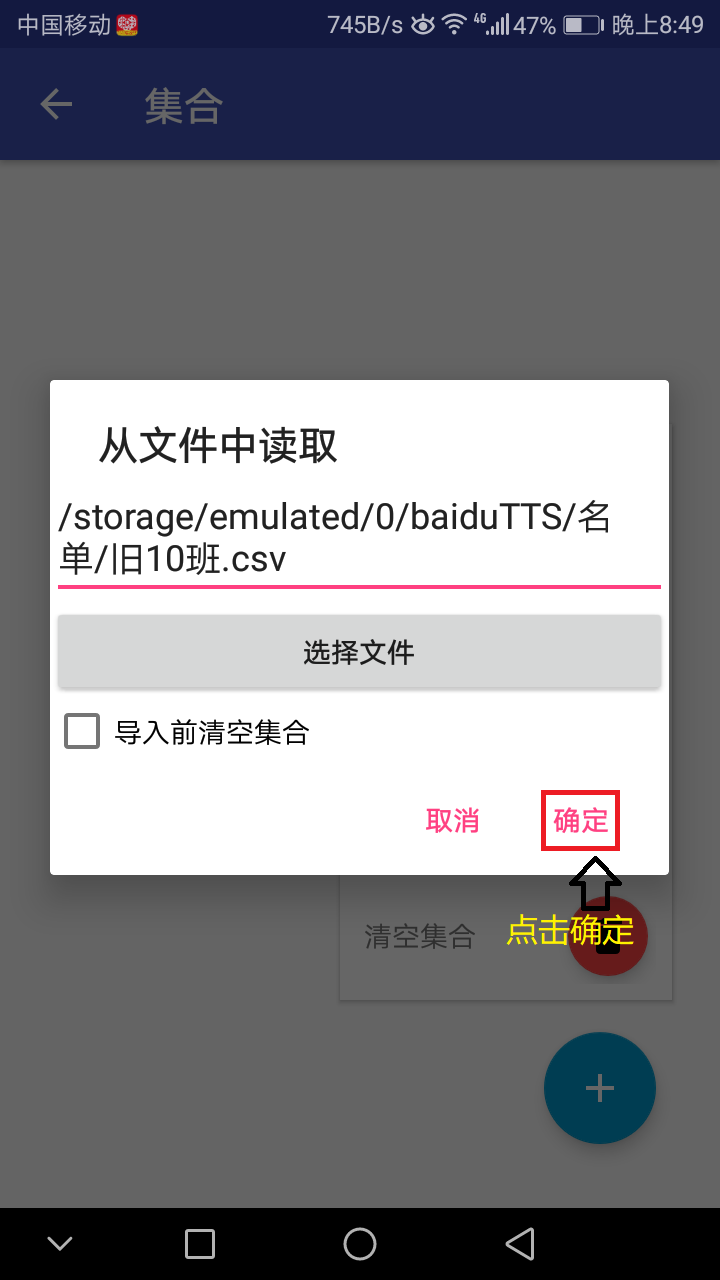 中国移动 745B/s 4G 47% 晚上8:49
集合
从文件中读取
/storage/emulated/0/baiduTTS/名
单/旧10班.csv
选择文件
导入前清空集合
取消 确定
清空集合 点击确定